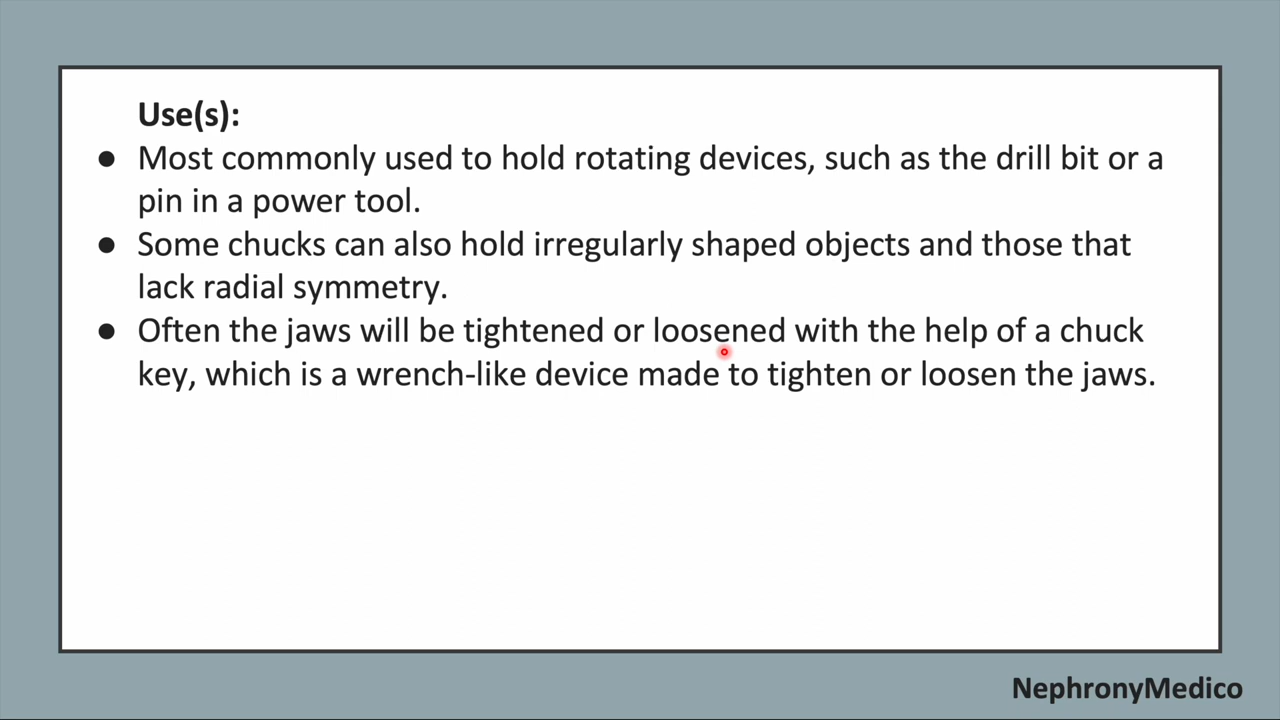 Use(s):
● Most commonly used to hold rotating devices, such as the drill bit or a
pin in a power tool.
● Some chucks can also hold irregularly shaped objects and those that
lack radial symmetry.
● Often the jaws will be tightened or loosened with the help of a chuck
key, which is a wrench-like device made to tighten or loosen the jaws.
NephronyMedico